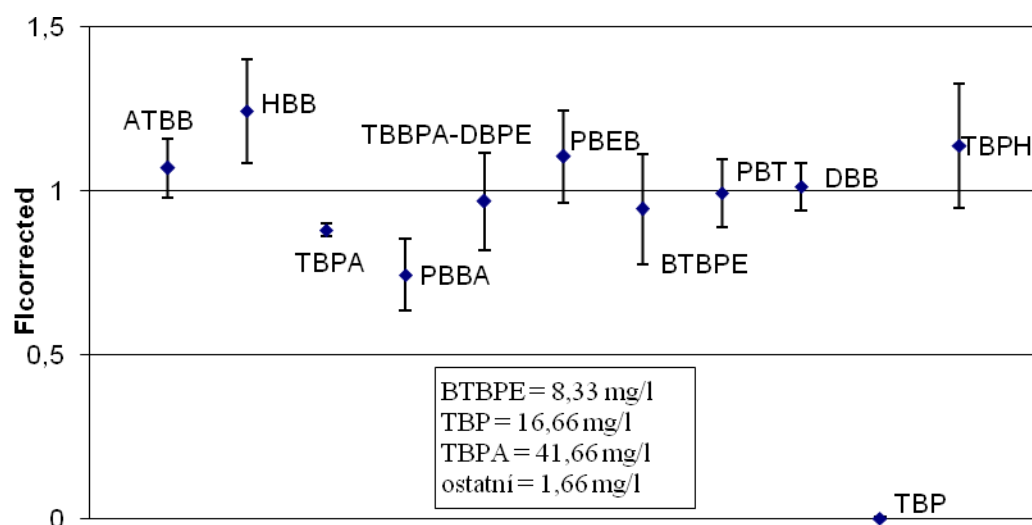 1,5
HBB
ATBB
TBBPA-DBPE
PBEB
TBPH
PBT
DBB
1
TBPA
PBBA
BTBPE
FIcorrected
0,5
BTBPE = 8,33 mg/l
TBP = 16,66 mg/l
TBPA = 41,66 mg/l
ostatní = 1,66 mg/l
TBP
0